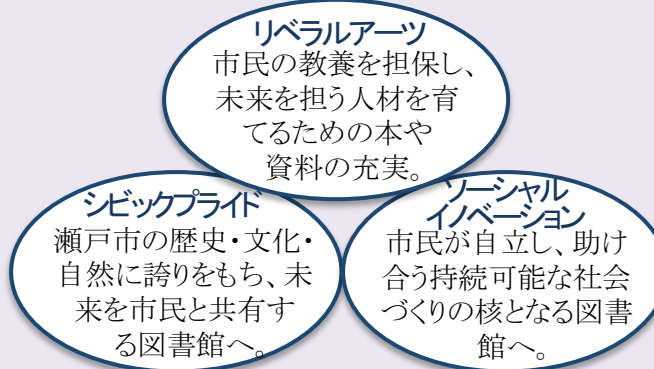 リベラルアーツ
市民の教養を担保し、
未来を担う人材を育
てるための本や
資料の充実。
シビックプライド
瀬戸市の歴史・文化・
自然に誇りをもち、未
来を市民と共有す
る図書館へ。
ソーシャル
イノベーション
市民が自立し、助け
合う持続可能な社会
づくりの核となる図書
館へ。